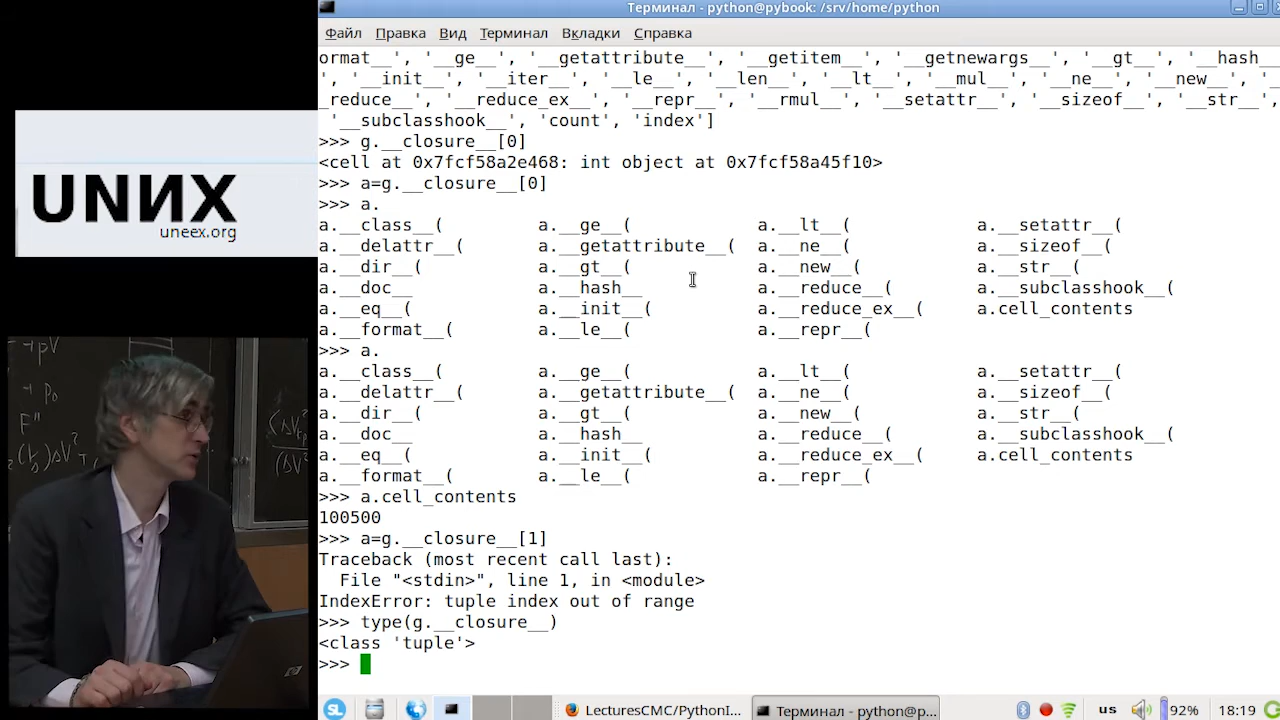 Терминал - python@pybook: /srv/home/python
Файл Правка Вид Терминал Вкладки Справка
ormat__', '__ge__', '__getattribute__', '__getitem__', '__getnewargs__', '__gt__', '__hash__
', '__init__', '__iter__', '__le__', '__len__', '__lt__', '__mul__', '__ne__', '__new__', '_
_reduce__', '__reduce_ex__', '__repr__', '__rmul__', '__setattr__', '__sizeof__', '__str__',
'__subclasshook__', 'count', 'index']
>>> g.__closure__[0]
<cell at 0x7fcf58a2e468: int object at 0x7fcf58a45f10>
>>> a=g.__closure__[0]
>>> a.
a.__class__( a.__ge__( a.__lt__( a.__setattr__(
a.__delattr__( a.__getattribute__( a.__ne__( a.__sizeof__(
a.__dir__( a.__gt__( a.__new__( a.__str__(
a.__doc__ a.__hash__ a.__reduce__( a.__subclasshook__(
a.__eq__( a.__init__( a.__reduce_ex__( a.cell_contents
a.__format__( a.__le__( a.__repr__(
>>> a.
a.__class__( a.__ge__( a.__lt__( a.__setattr__(
a.__delattr__( a.__getattribute__( a.__ne__( a.__sizeof__(
a.__dir__( a.__gt__( a.__new__( a.__str__(
a.__doc__ a.__hash__ a.__reduce__( a.__subclasshook__(
a.__eq__( a.__init__( a.__reduce_ex__( a.cell_contents
a.__format__( a.__le__( a.__repr__(
>>> a.cell_contents
100500
>>> a=g.__closure__[1]
Traceback (most recent call last):
File "<stdin>", line 1, in <module>
IndexError: tuple index out of range
>>> type(g.__closure__)
<class 'tuple'>
>>>
UNИX
uneex.org
LecturesCMC/PythonI... Терминал - python@p... us 92% 18:19